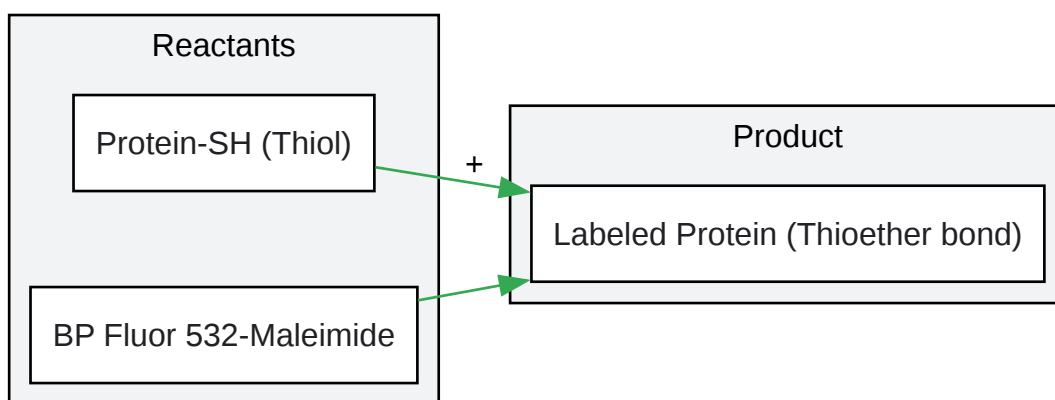 Reactants
Protein-SH (Thiol)
+
Product
Labeled Protein (Thioether bond)
BP Fluor 532-Maleimide